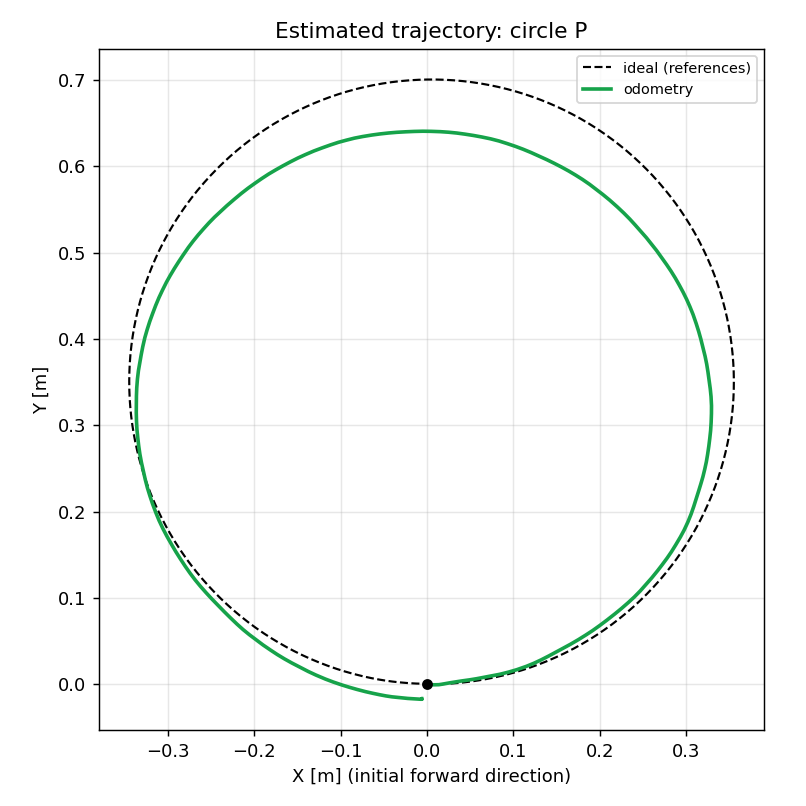 Estimated trajectory: circle P
ideal (references)
odometry
0.7
0.6
0.5
0.4
0.3
0.2
0.1
0.0
Y [m]
−0.3 −0.2 −0.1 0.0 0.1 0.2 0.3
X [m] (initial forward direction)